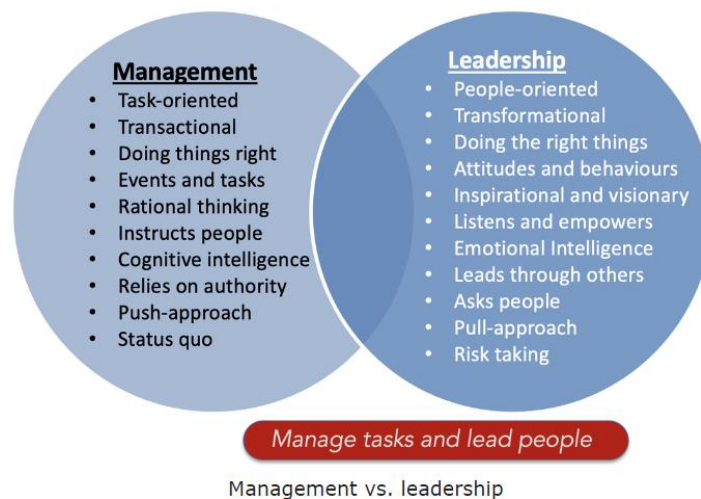 Management
• Task-oriented
• Transactional
• Doing things right
• Events and tasks
• Rational thinking
• Instructs people
• Cognitive intelligence
• Relies on authority
• Push-approach
• Status quo
Leadership
• People-oriented
• Transformational
• Doing the right things
• Attitudes and behaviours
• Inspirational and visionary
• Listens and empowers
• Emotional Intelligence
• Leads through others
• Asks people
• Pull-approach
• Risk taking
Manage tasks and lead people
Management vs. leadership